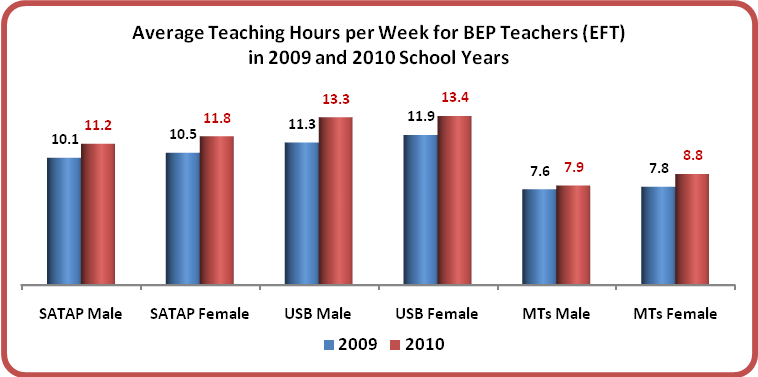 Average Teaching Hours per Week for BEP Teachers (EFT)
in 2009 and 2010 School Years
10.1
11.2
10.5
11.8
11.3
13.3
11.9
13.4
7.6
7.9
7.8
8.8
SATAP Male
SATAP Female
USB Male
USB Female
MTs Male
MTs Female
2009
2010